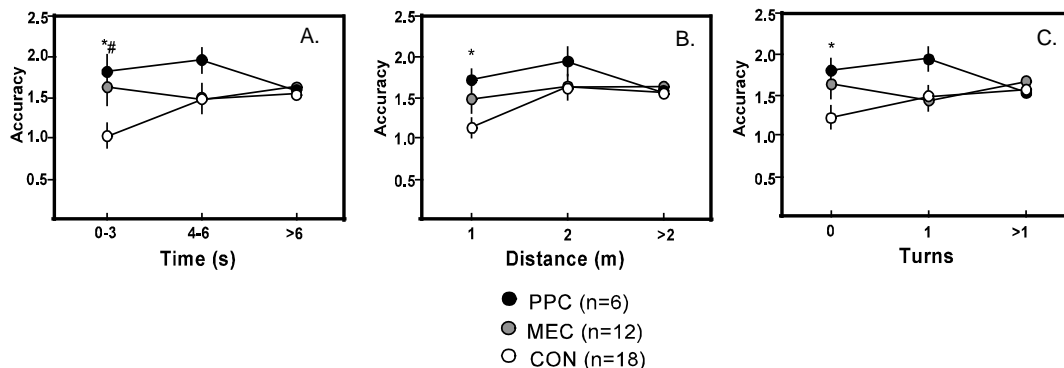 2.5
2.0
1.5
1.0
0.5
Accuracy
*#
A.
0-3
4-6
>6
Time (s)
2.5
2.0
1.5
1.0
0.5
Accuracy
*
B.
1
2
>2
Distance (m)
2.5
2.0
1.5
1.0
0.5
Accuracy
*
C.
0
1
>1
Turns
PPC (n=6)
MEC (n=12)
CON (n=18)